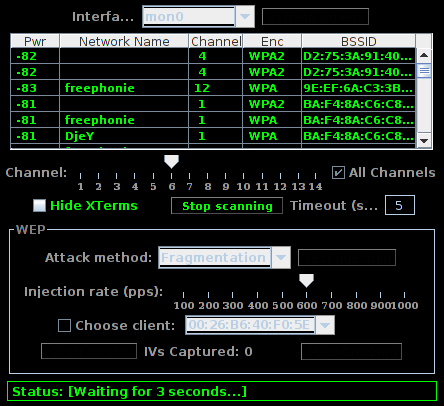 Interfa... mon0
Pwr Network Name Channel Enc BSSID
-82 4 WPA2 D2:75:3A:91:40...
-82 4 WPA2 D2:75:3A:91:40...
-83 freephonie 12 WPA 9E:EF:6A:C3:3B...
-81 1 WPA2 BA:F4:8A:C6:C8...
-81 freephonie 1 WPA BA:F4:8A:C6:C8...
-81 DjeY 1 WPA BA:F4:8A:C6:C8...
Channel: All Channels
1 2 3 4 5 6 7 8 9 10 11 12 13 14
Hide XTerms Stop scanning Timeout (s... 5
WEP
Attack method: Fragmentation
Injection rate (pps):
100 200 300 400 500 600 700 800 900 1000
Choose client: 00:26:B6:40:F0:5E
IVs Captured: 0
Status: [Waiting for 3 seconds...]